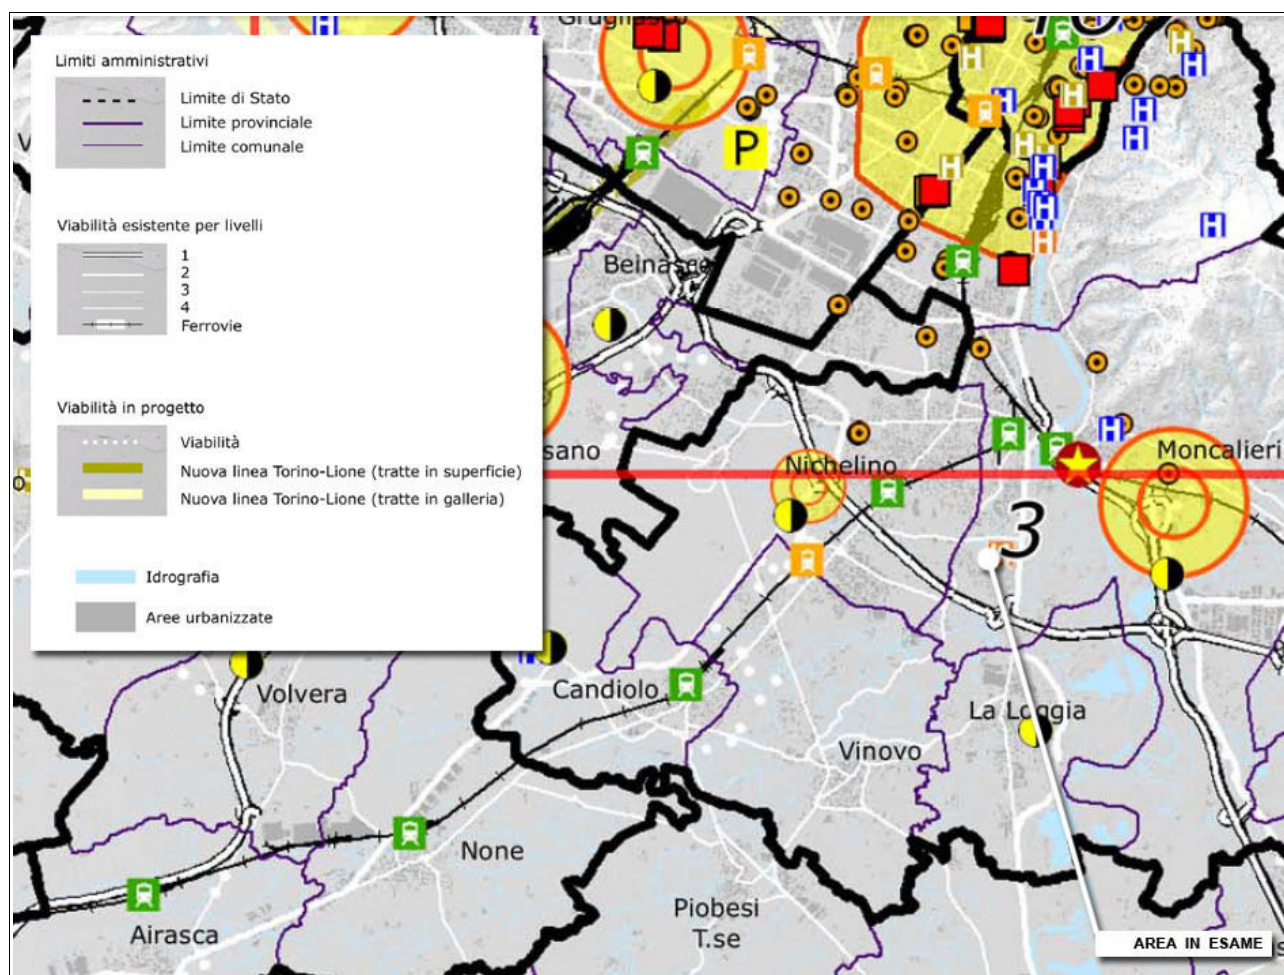 Limiti amministrativi
Limite di Stato
Limite provinciale
Limite comunale
Viabilità esistente per livelli
1
2
3
4
Ferrovie
Viabilità in progetto
Viabilità
Nuova linea Torino-Lione (tratte in superficie)
Nuova linea Torino-Lione (tratte in galleria)
Idrografia
Aree urbanizzate
Grugliasco
P
Beinasco
sano
Nichelino
Moncalieri
3
Volvera
Candiolo
La Loggia
Vinovo
None
Piobesi
T.se
Airasca
AREA IN ESAME